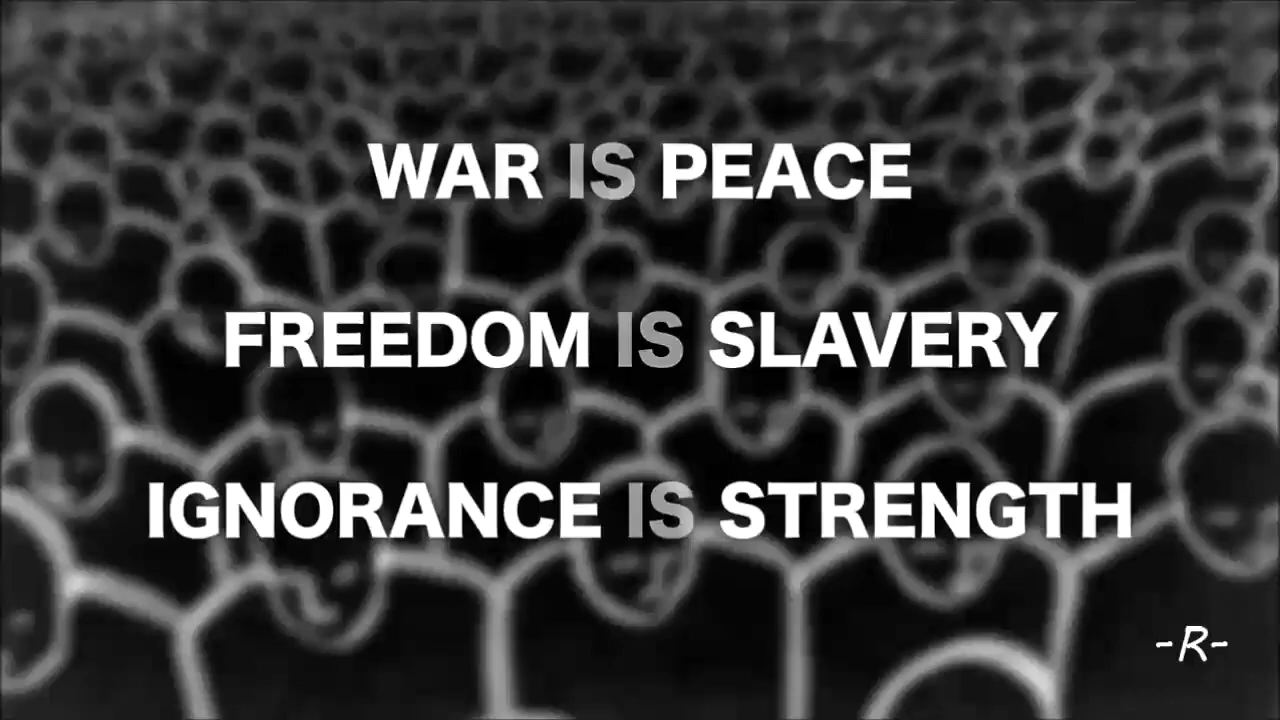 WAR IS PEACE
FREEDOM IS SLAVERY
IGNORANCE IS STRENGTH
-R-